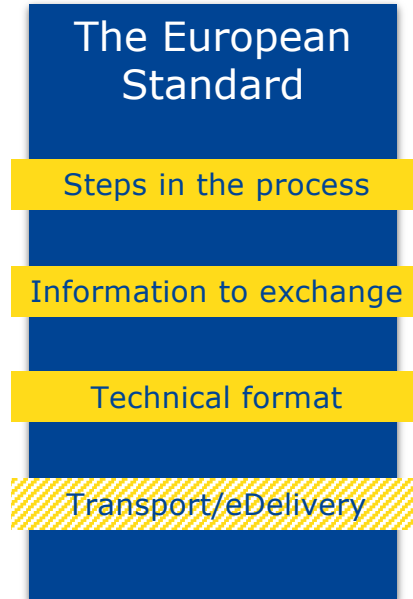 The European
Standard
Steps in the process
Information to exchange
Technical format
Transport/eDelivery